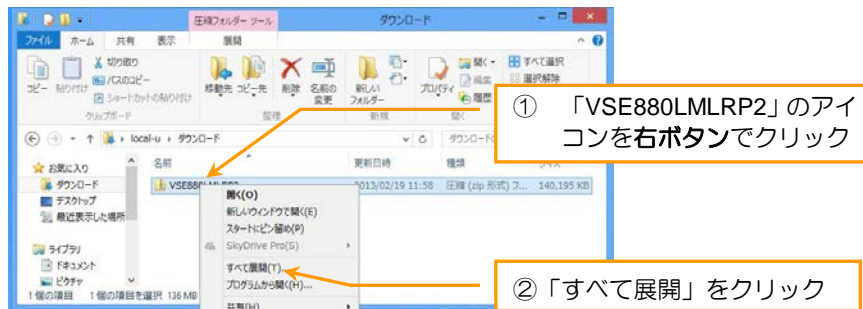 圧縮フォルダー ツール
ダウンロード
ファイル ホーム 共有 表示 展開
コピー 貼り付け
切り取り
パスのコピー
ショートカットの貼り付け
移動先 コピー先 削除 名前の変更
新しいフォルダー
プロパティ
開く
編集
履歴
すべて選択
選択解除
クリップボード 整理 新規 開く
① 「VSE880LMLRP2」のアイ
コンを右ボタンでクリック
local-u ダウンロード
お気に入り
ダウンロード
デスクトップ
最近表示した場所
ライブラリ
ドキュメント
ピクチャ
名前 更新日時 種類
2013/02/19 11:58 圧縮 (zip 形式) フ... 140,195 KB
開く(O)
新しいウィンドウで開く(E)
スタートにピン留め(P)
SkyDrive Pro(S)
すべて展開(T)...
プログラムから開く(H)...
共有(H)
②「すべて展開」をクリック
1 個の項目 1 個の項目を選択 136 MB